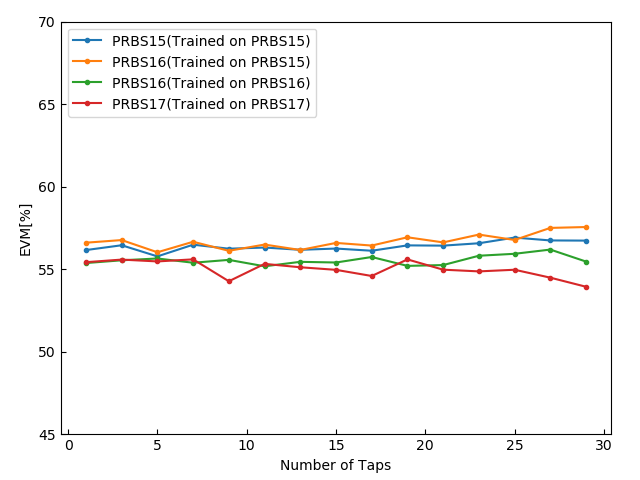 70
65
60
55
50
45
EVM[%]
PRBS15(Trained on PRBS15)
PRBS16(Trained on PRBS15)
PRBS16(Trained on PRBS16)
PRBS17(Trained on PRBS17)
0 5 10 15 20 25 30
Number of Taps